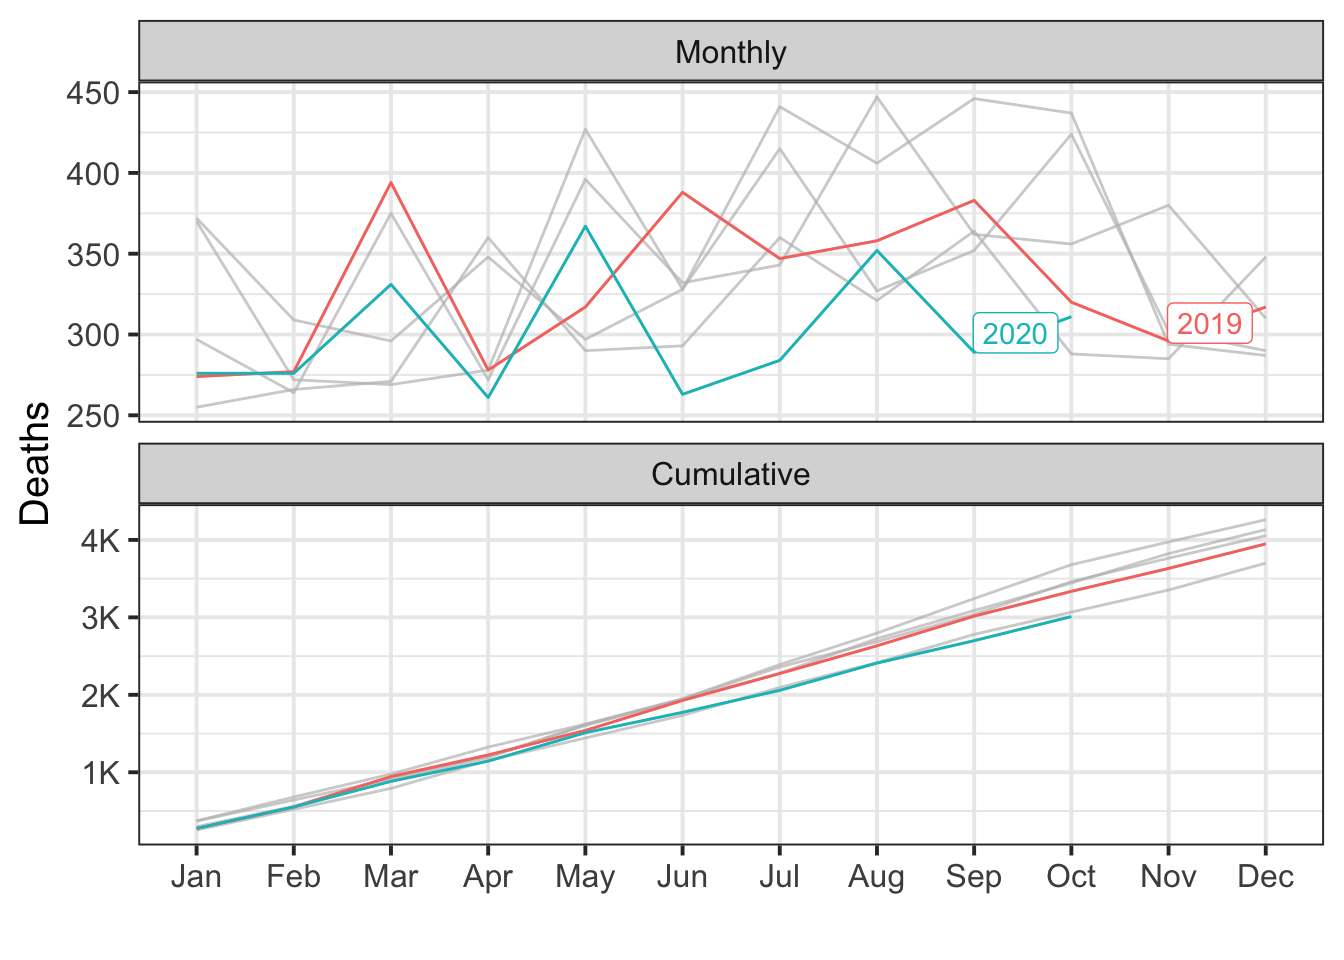 Monthly
450
400
350
300
250
2020
2019
Deaths
Cumulative
4K
3K
2K
1K
Jan Feb Mar Apr May Jun Jul Aug Sep Oct Nov Dec